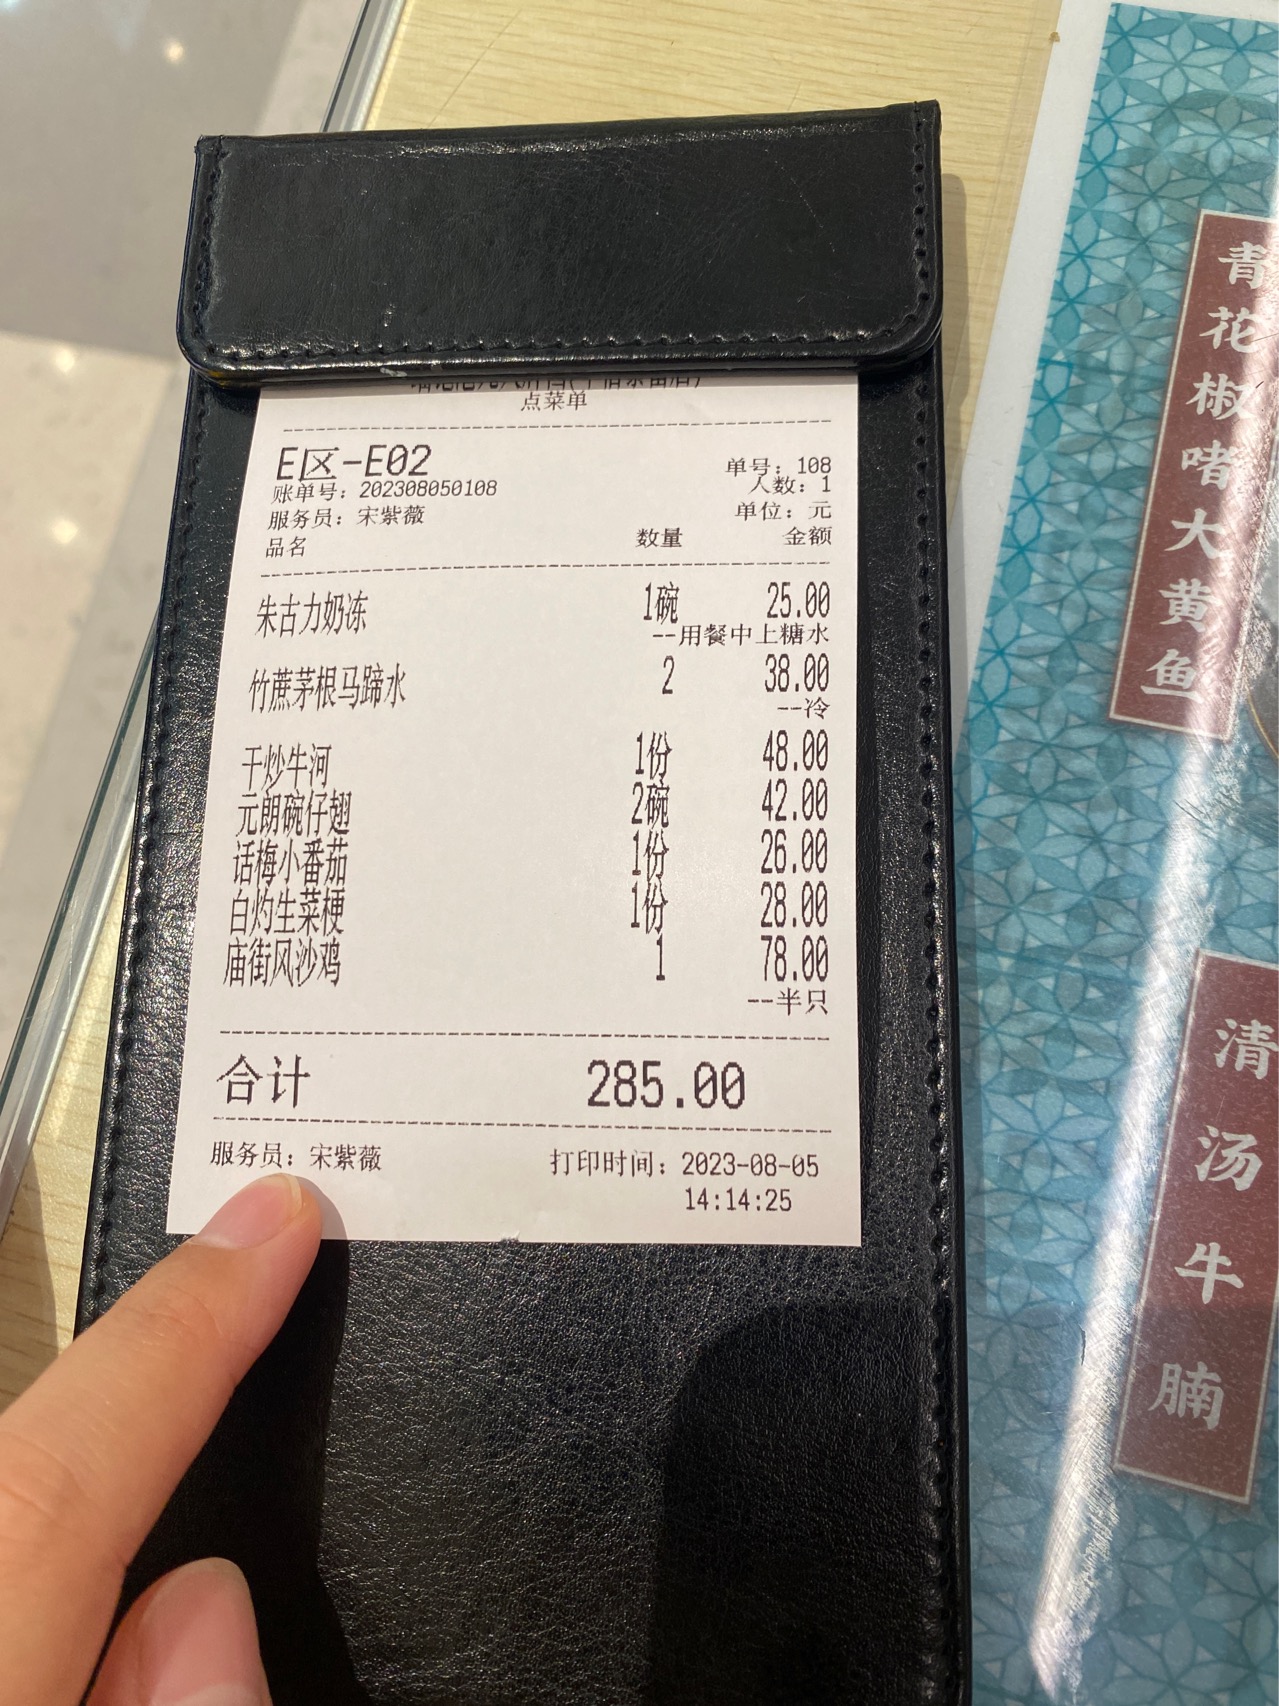 点菜单
E区-E02
单号: 108
账单号: 202308050108
人数: 1
服务员: 宋紫薇
单位: 元
品名 数量 金额
朱古力奶冻 1碗 25.00
--用餐中上糖水
竹蔗茅根马蹄水 2 38.00
--冷
干炒牛河 1份 48.00
元朗碗仔翅 2碗 42.00
话梅小番茄 1份 26.00
白灼生菜梗 1份 28.00
庙街风沙鸡 1 78.00
--半只
合计 285.00
服务员: 宋紫薇 打印时间: 2023-08-05
14:14:25
青花椒啫大黄鱼
清汤牛腩